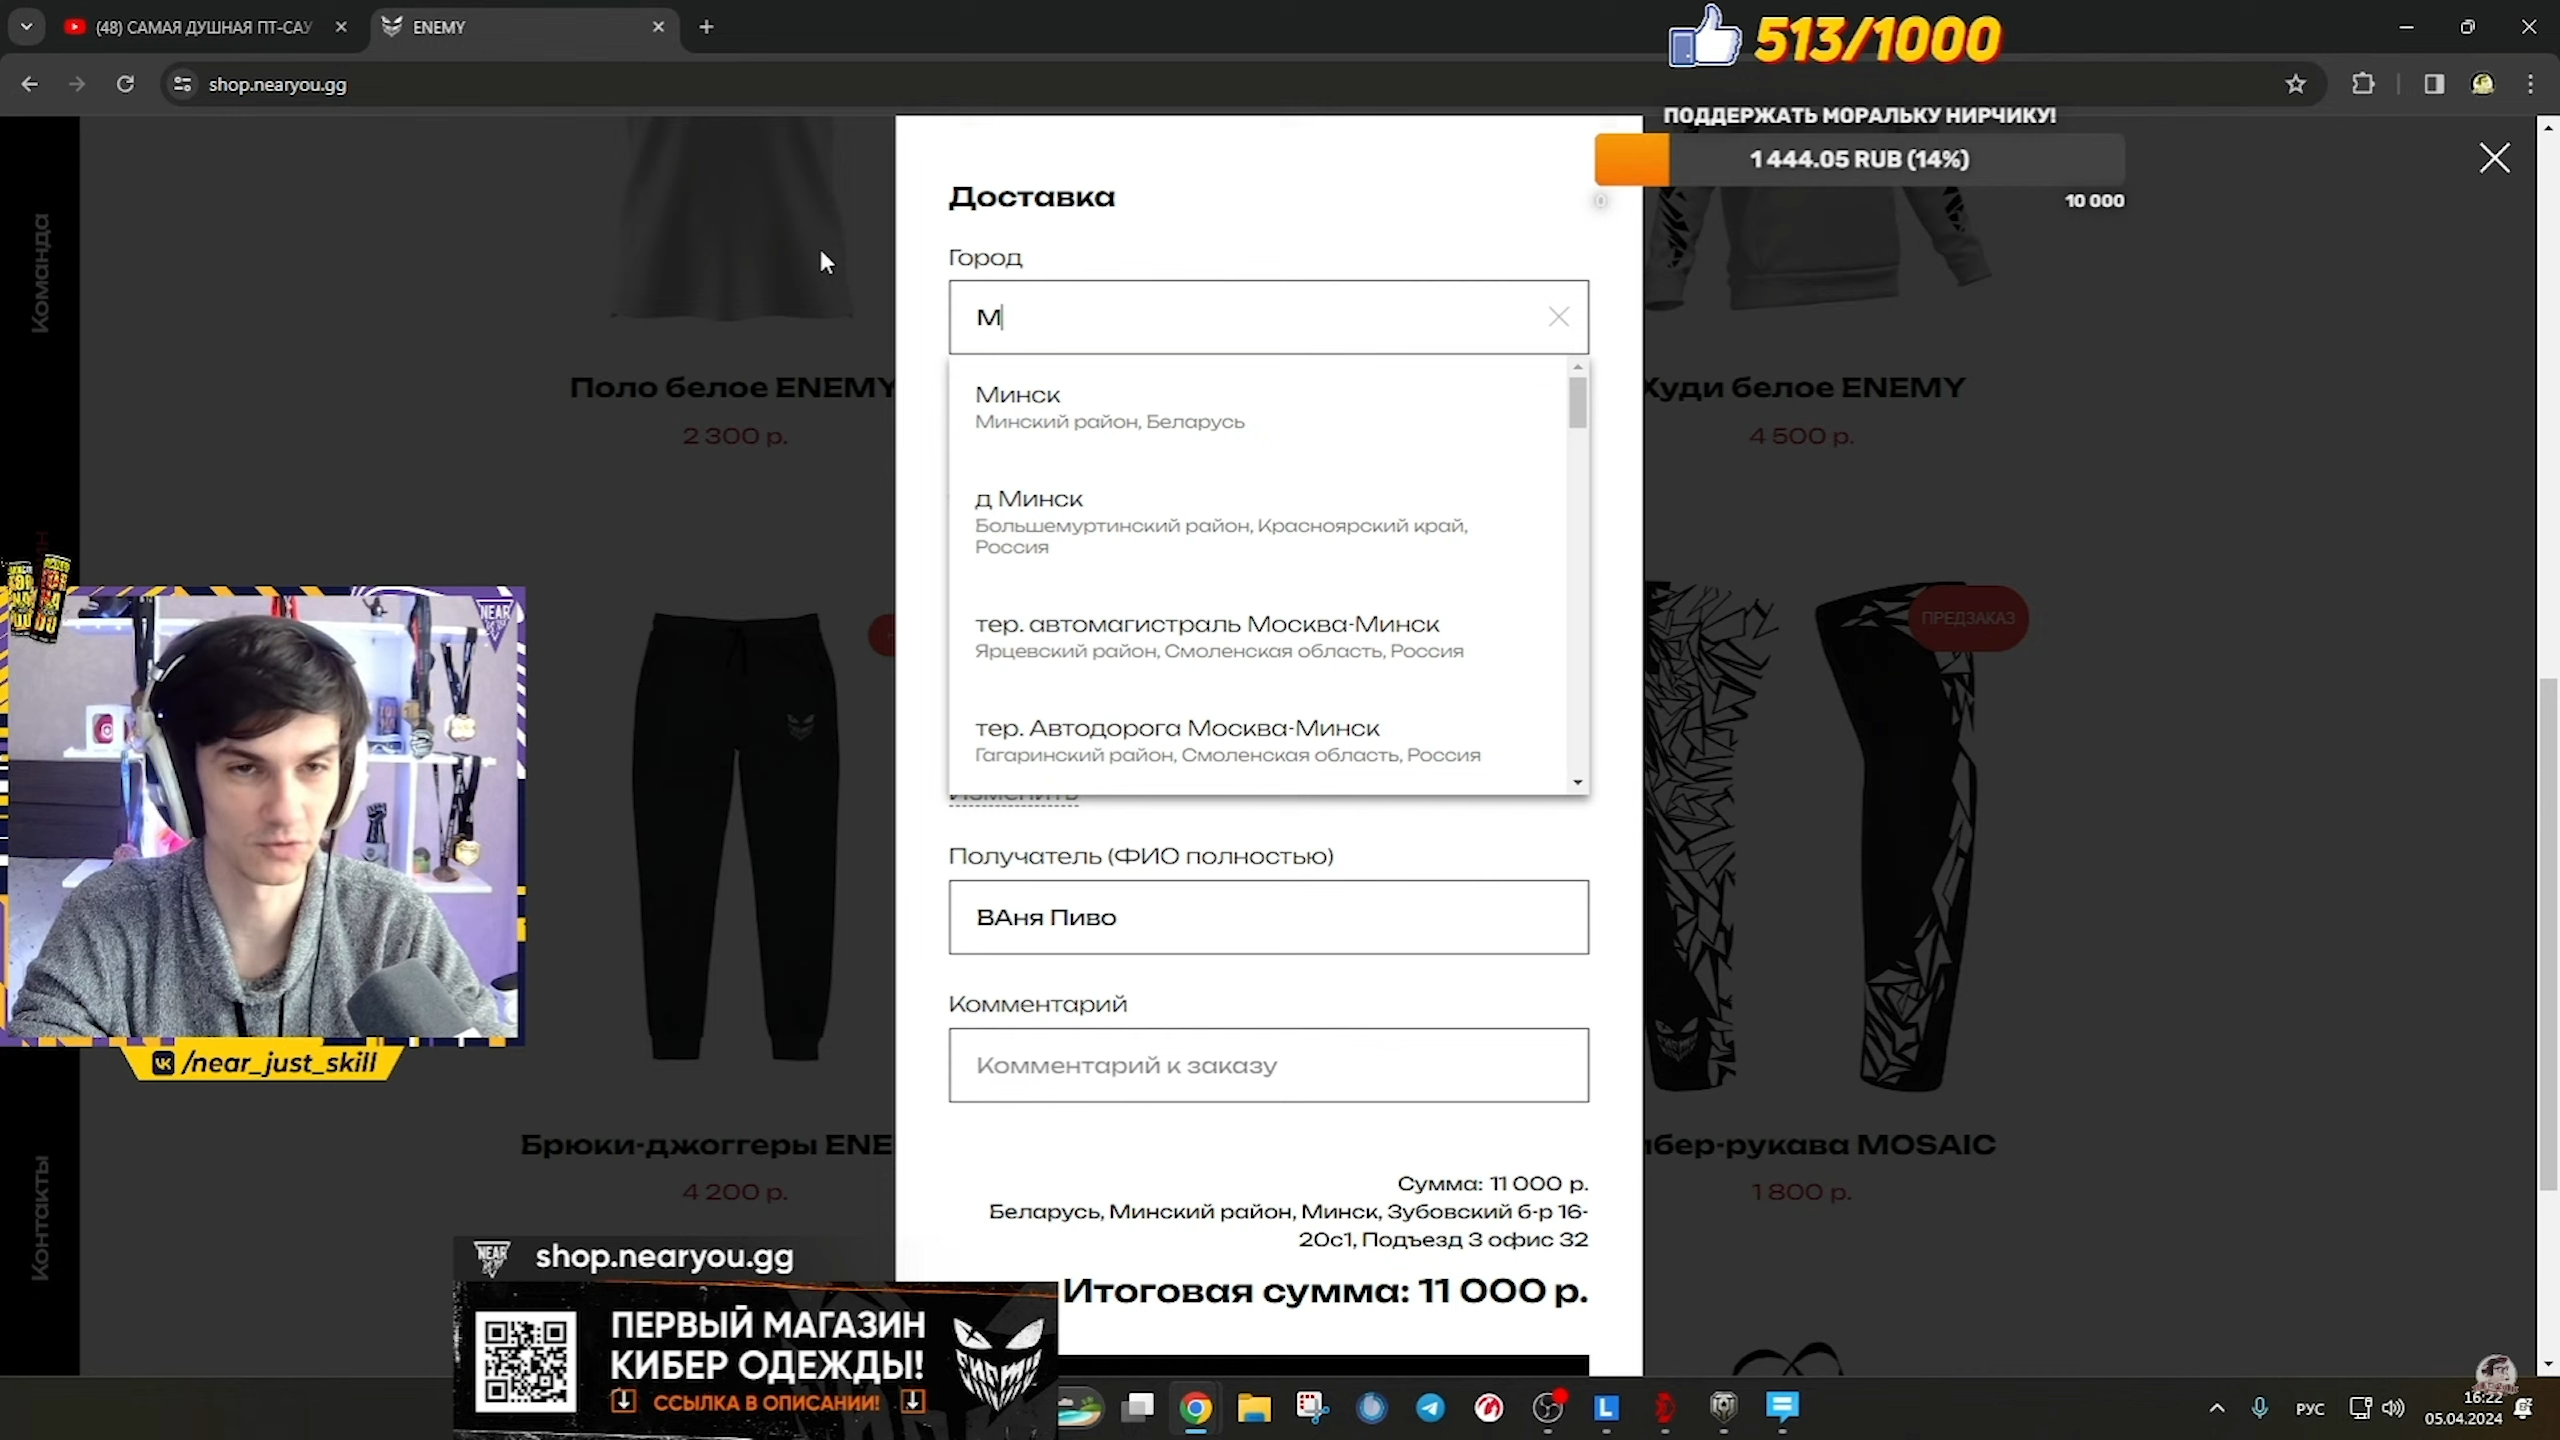 (48) САМАЯ ДУШНАЯ ПТ-САУ
ENEMY
513/1000
shop.nearyou.gg
ПОДДЕРЖАТЬ МОРАЛЬКУ НИРЧИКУ!
1 444.05 RUB (14%)
0
10 000
Команда
Контакты
Доставка
Город
М
Минск
Минский район, Беларусь
д Минск
Большемуртинский район, Красноярский край,
Россия
тер. автомагистраль Москва-Минск
Ярцевский район, Смоленская область, Россия
тер. Автодорога Москва-Минск
Гагаринский район, Смоленская область, Россия
Изменить
Получатель (ФИО полностью)
ВАня Пиво
Комментарий
Комментарий к заказу
Сумма: 11 000 р.
Беларусь, Минский район, Минск, Зубовский б-р 16-
20с1, Подъезд 3 офис 32
Итоговая сумма: 11 000 р.
Поло белое ENEMY
2 300 р.
Худи белое ENEMY
4 500 р.
ПРЕДЗАКАЗ
Брюки-джоггеры ENE
4 200 р.
бер-рукава MOSAIC
1 800 р.
NEAR
/near_just_skill
NEAR
shop.nearyou.gg
ПЕРВЫЙ МАГАЗИН
КИБЕР ОДЕЖДЫ!
ССЫЛКА В ОПИСАНИИ!
РУС
16:22
05.04.2024